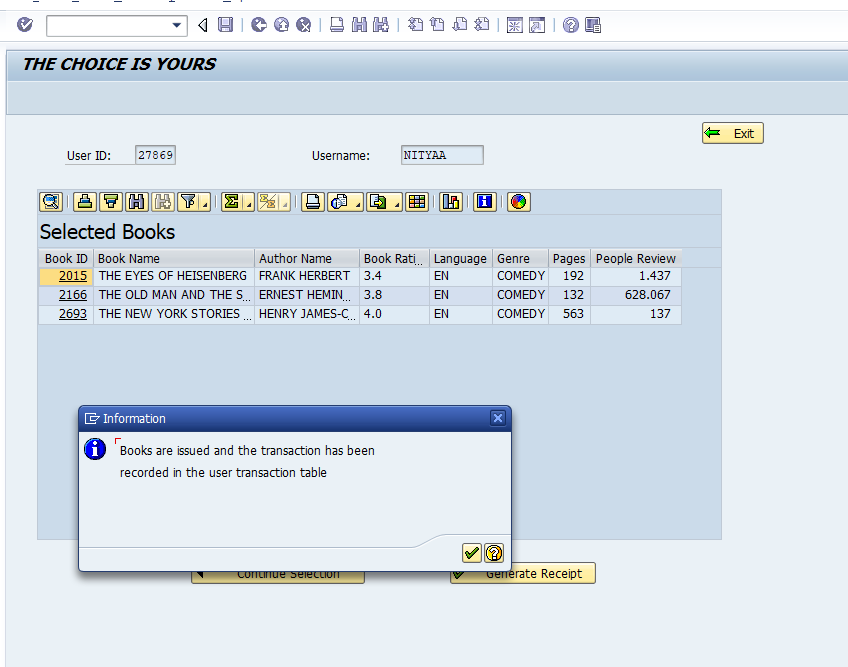 THE CHOICE IS YOURS
Exit
User ID: 27869 Username: NITYAA
Selected Books
Book ID Book Name Author Name Book Rati... Language Genre Pages People Review
2015 THE EYES OF HEISENBERG FRANK HERBERT 3.4 EN COMEDY 192 1.437
2166 THE OLD MAN AND THE S... ERNEST HEMIN... 3.8 EN COMEDY 132 628.067
2693 THE NEW YORK STORIES ... HENRY JAMES-C... 4.0 EN COMEDY 563 137
Information
Books are issued and the transaction has been
recorded in the user transaction table
Continue Selection Generate Receipt